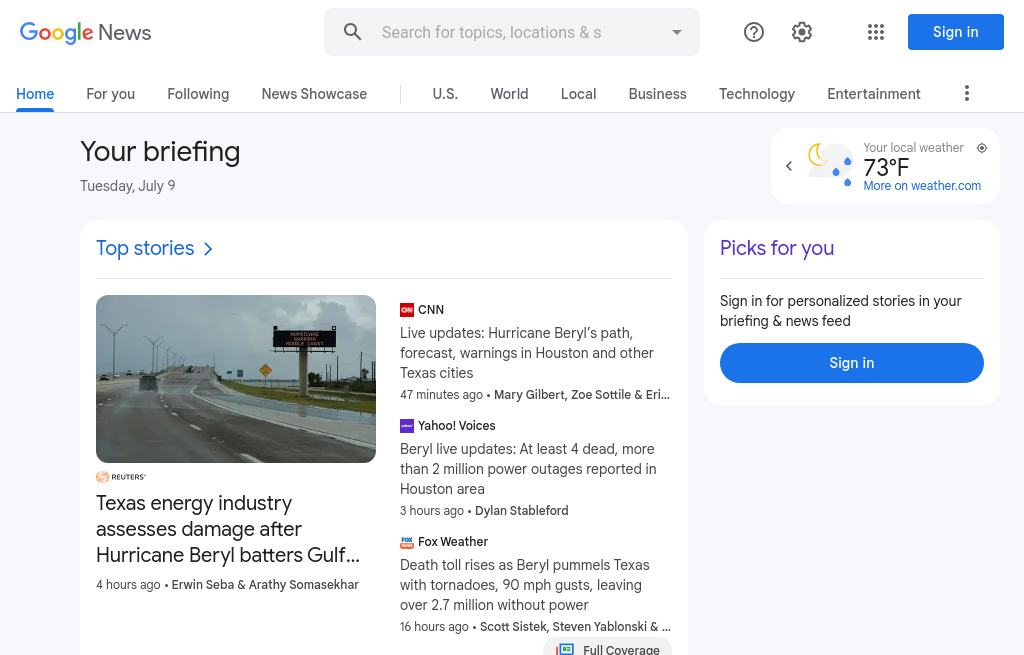 Google News
Search for topics, locations & s
Sign in
Home
For you
Following
News Showcase
U.S.
World
Local
Business
Technology
Entertainment
Your briefing
Tuesday, July 9
Your local weather
73°F
More on weather.com
Top stories
HURRICANE
WARNING
MIDDLE COAST
REUTERS
Texas energy industry
assesses damage after
Hurricane Beryl batters Gulf...
4 hours ago • Erwin Seba & Arathy Somasekhar
CNN
CNN
Live updates: Hurricane Beryl’s path,
forecast, warnings in Houston and other
Texas cities
47 minutes ago • Mary Gilbert, Zoe Sottile & Eri...
yahoo!
Yahoo! Voices
Beryl live updates: At least 4 dead, more
than 2 million power outages reported in
Houston area
3 hours ago • Dylan Stableford
FOX
Fox Weather
Death toll rises as Beryl pummels Texas
with tornadoes, 90 mph gusts, leaving
over 2.7 million without power
16 hours ago • Scott Sistek, Steven Yablonski & ...
Full Coverage
Picks for you
Sign in for personalized stories in your
briefing & news feed
Sign in